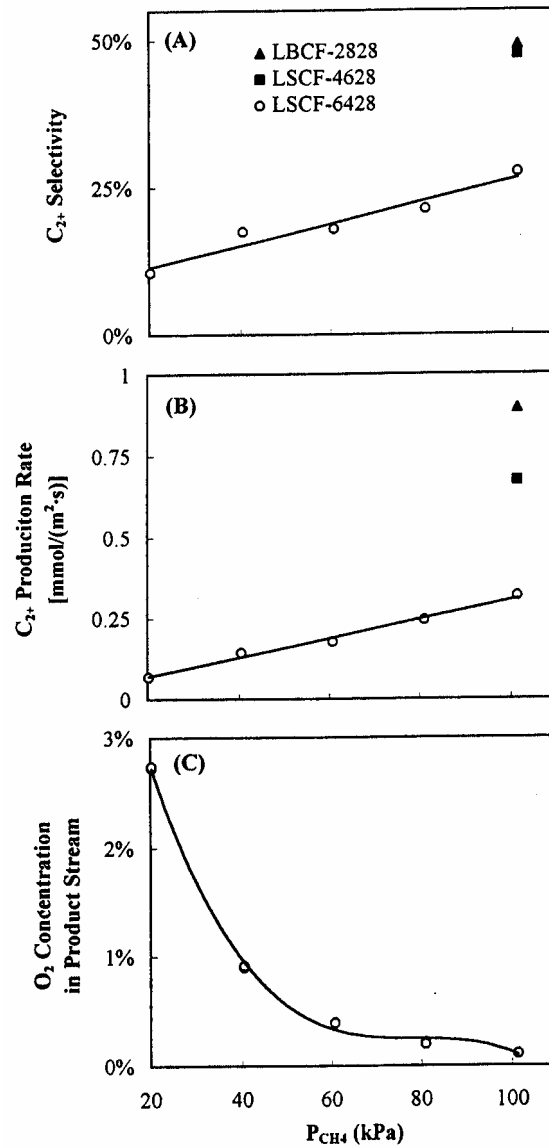 (A)
50%
▲ LBCF-2828
■ LSCF-4628
○ LSCF-6428
25%
0%
C₂₊ Selectivity
(B)
1
0.75
0.5
0.25
0
C₂₊ Produciton Rate
[mmol/(m²·s)]
(C)
3%
2%
1%
0%
O₂ Concentration
in Product Stream
20 40 60 80 100
P_CH4 (kPa)